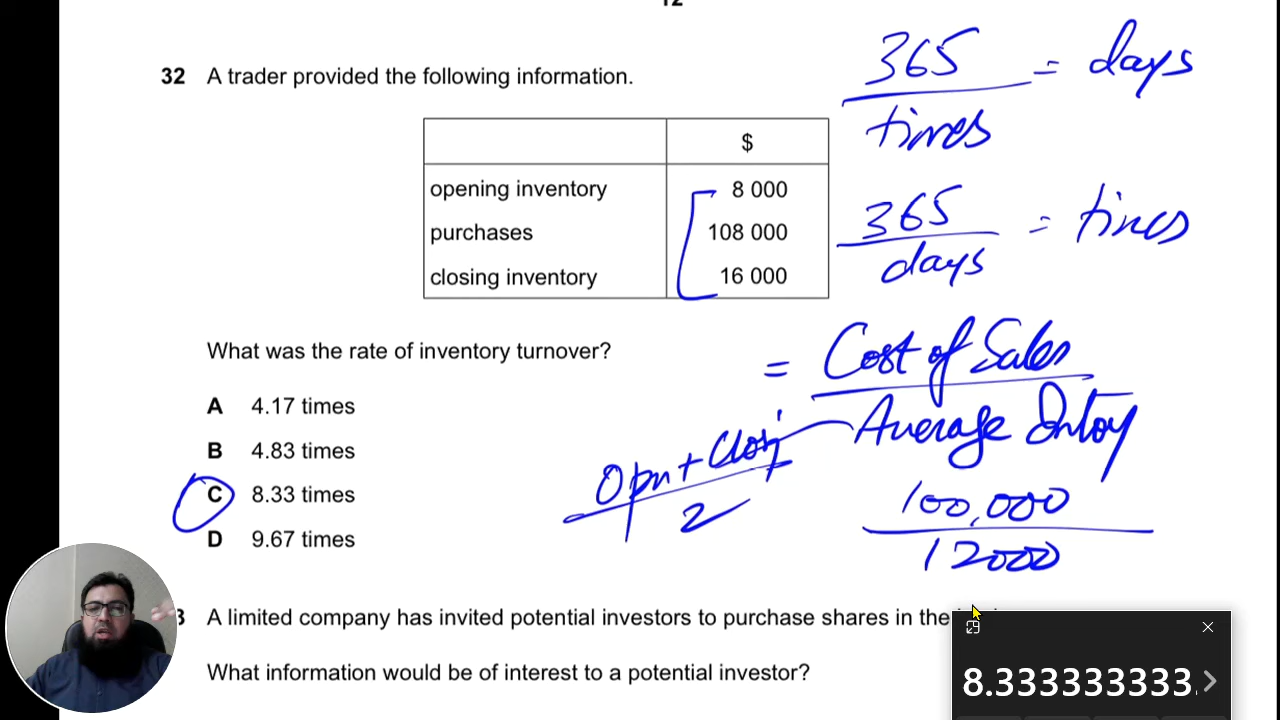 12
32 A trader provided the following information.
$
opening inventory 8 000
purchases 108 000
closing inventory 16 000
What was the rate of inventory turnover?
A 4.17 times
B 4.83 times
C 8.33 times
D 9.67 times
365 = days
times
365 = times
days
= Cost of Sales
Average
Opn + Closi
2
100,000
12000
3 A limited company has invited potential investors to purchase shares in the
What information would be of interest to a potential investor?
8.333333333.